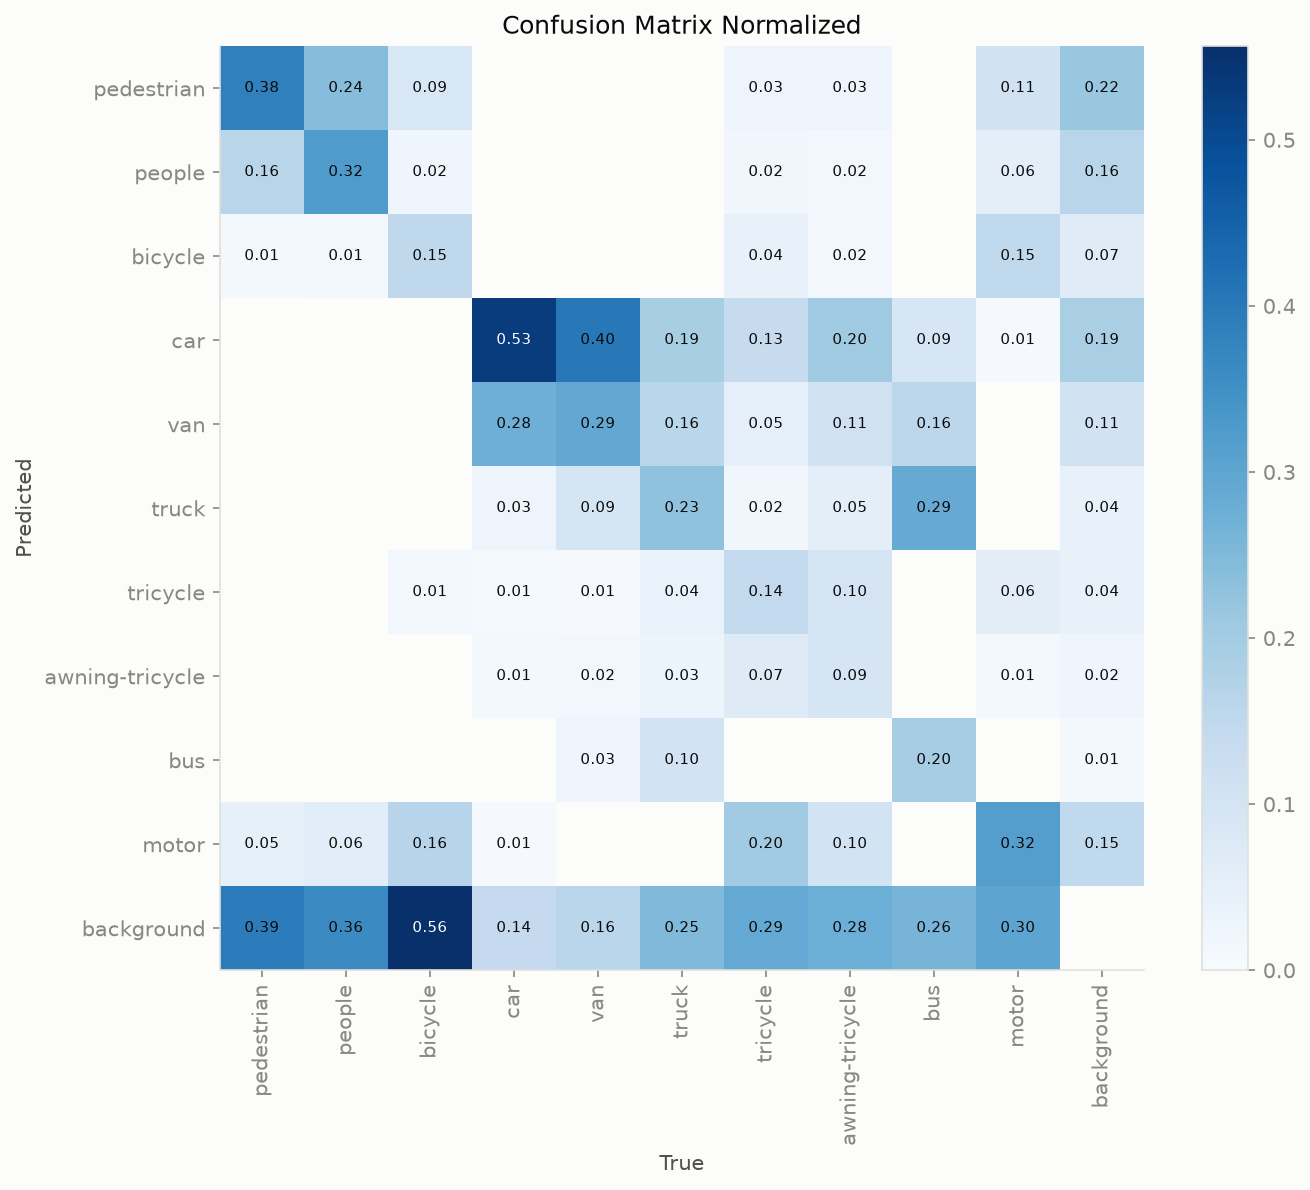 Confusion Matrix Normalized
pedestrian 0.38 0.24 0.09 0.03 0.03 0.11 0.22
people 0.16 0.32 0.02 0.02 0.02 0.06 0.16
bicycle 0.01 0.01 0.15 0.04 0.02 0.15 0.07
car 0.53 0.40 0.19 0.13 0.20 0.09 0.01 0.19
van 0.28 0.29 0.16 0.05 0.11 0.16 0.11
truck 0.03 0.09 0.23 0.02 0.05 0.29 0.04
tricycle 0.01 0.01 0.01 0.04 0.14 0.10 0.06 0.04
awning-tricycle 0.01 0.02 0.03 0.07 0.09 0.01 0.02
bus 0.03 0.10 0.20 0.01
motor 0.05 0.06 0.16 0.01 0.20 0.10 0.32 0.15
background 0.39 0.36 0.56 0.14 0.16 0.25 0.29 0.28 0.26 0.30
Predicted
pedestrian
people
bicycle
car
van
truck
tricycle
awning-tricycle
bus
motor
background
True
0.5
0.4
0.3
0.2
0.1
0.0